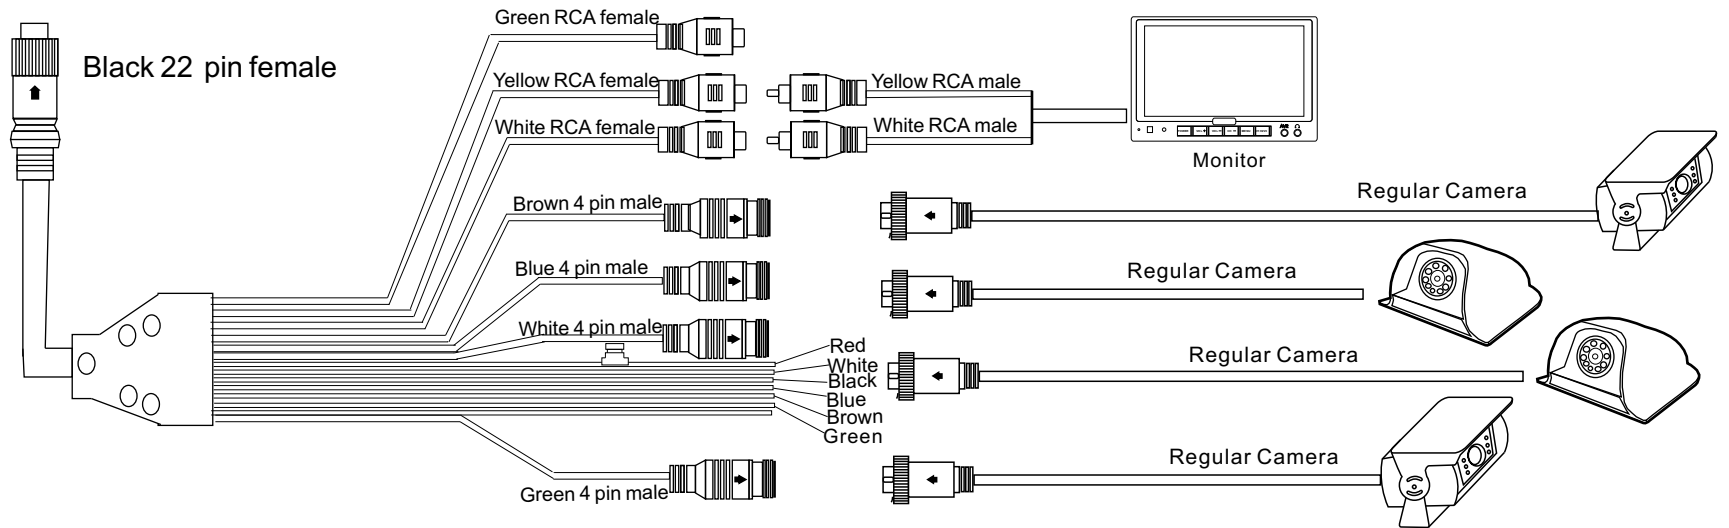 Green RCA female
Black 22 pin female
Yellow RCA female
Yellow RCA male
White RCA female
White RCA male
Monitor
Regular Camera
Brown 4 pin male
Blue 4 pin male
Regular Camera
White 4 pin male
Red
White
Black
Blue
Brown
Green
Regular Camera
Regular Camera
Green 4 pin male